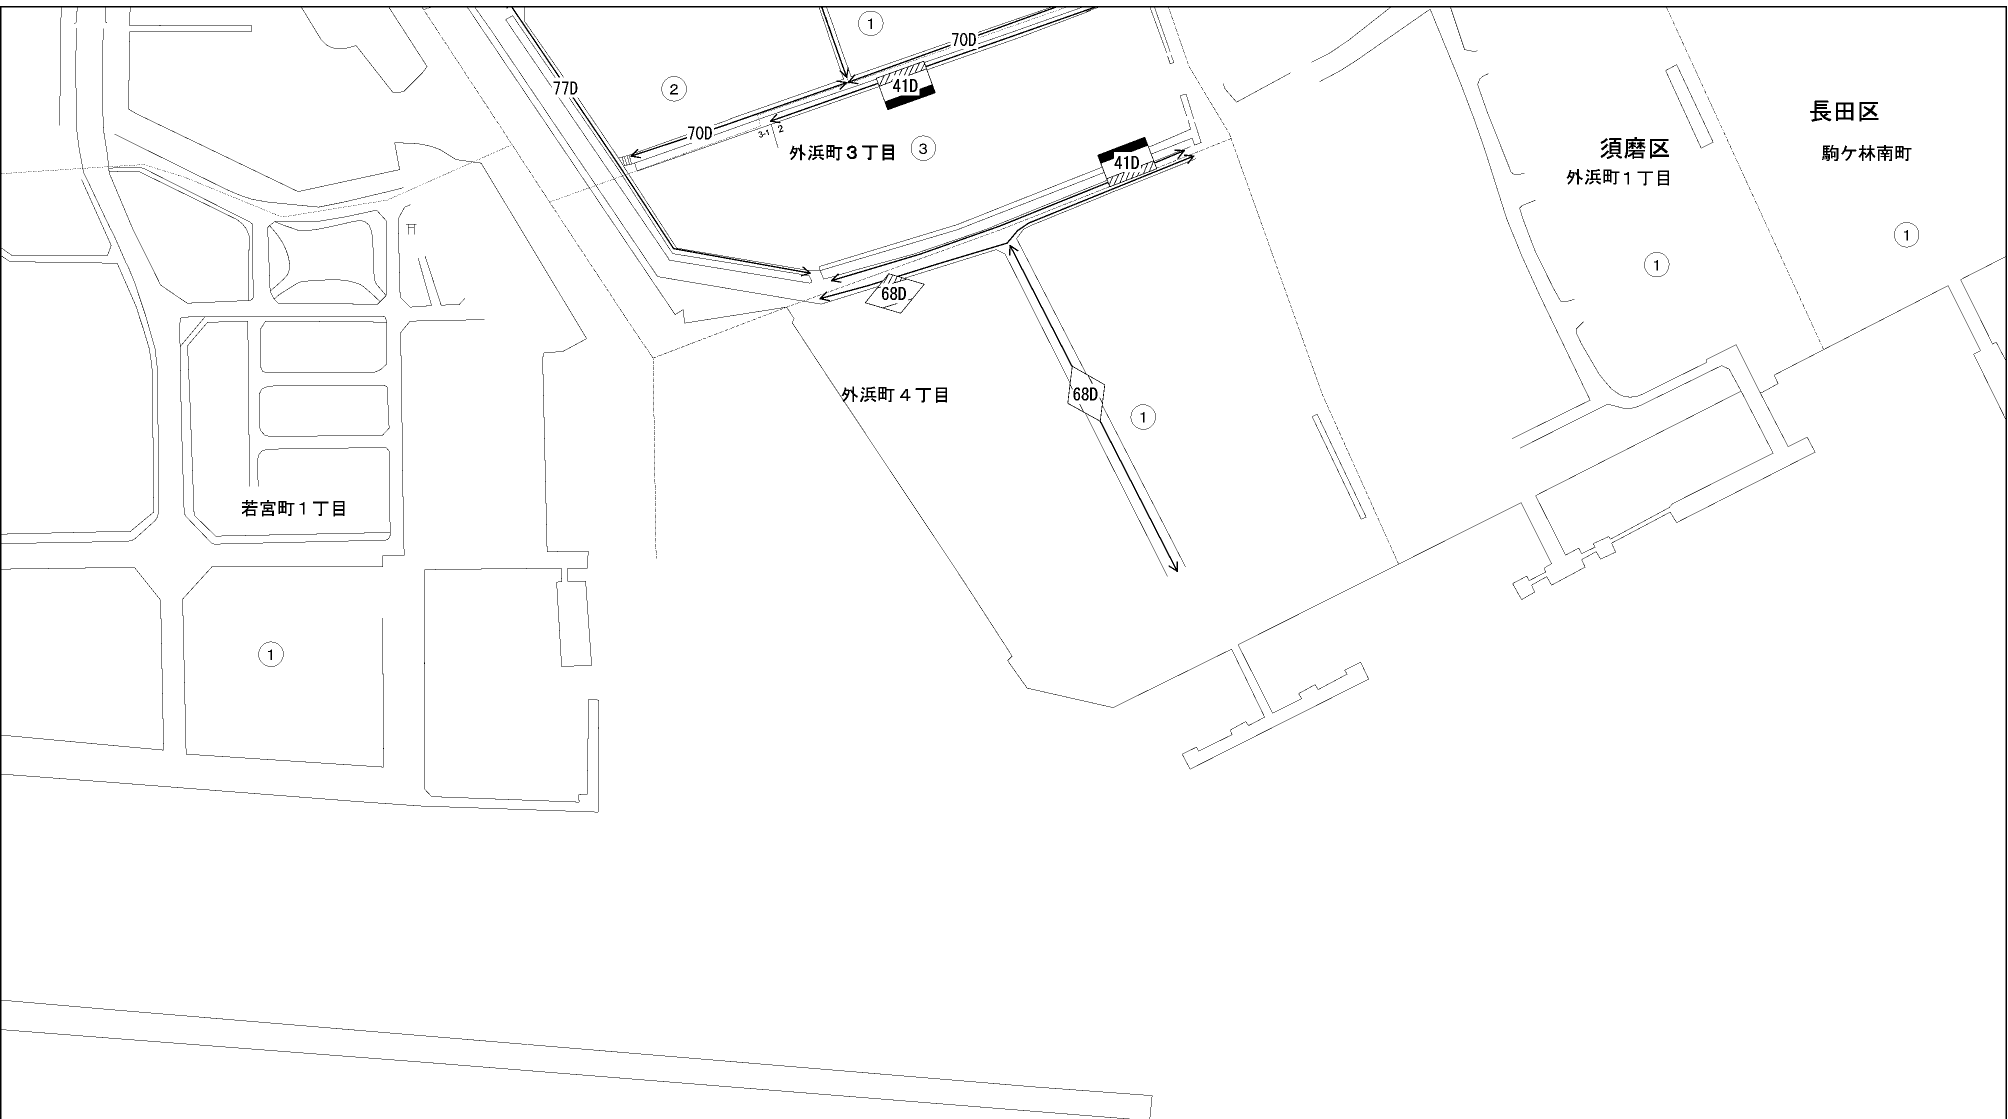 ①
70D
77D
41D
②
長田区
70D
3-1
2
外浜町3丁目
③
須磨区
駒ケ林南町
41D
外浜町1丁目
①
①
68D
外浜町4丁目
68D
①
若宮町1丁目
①